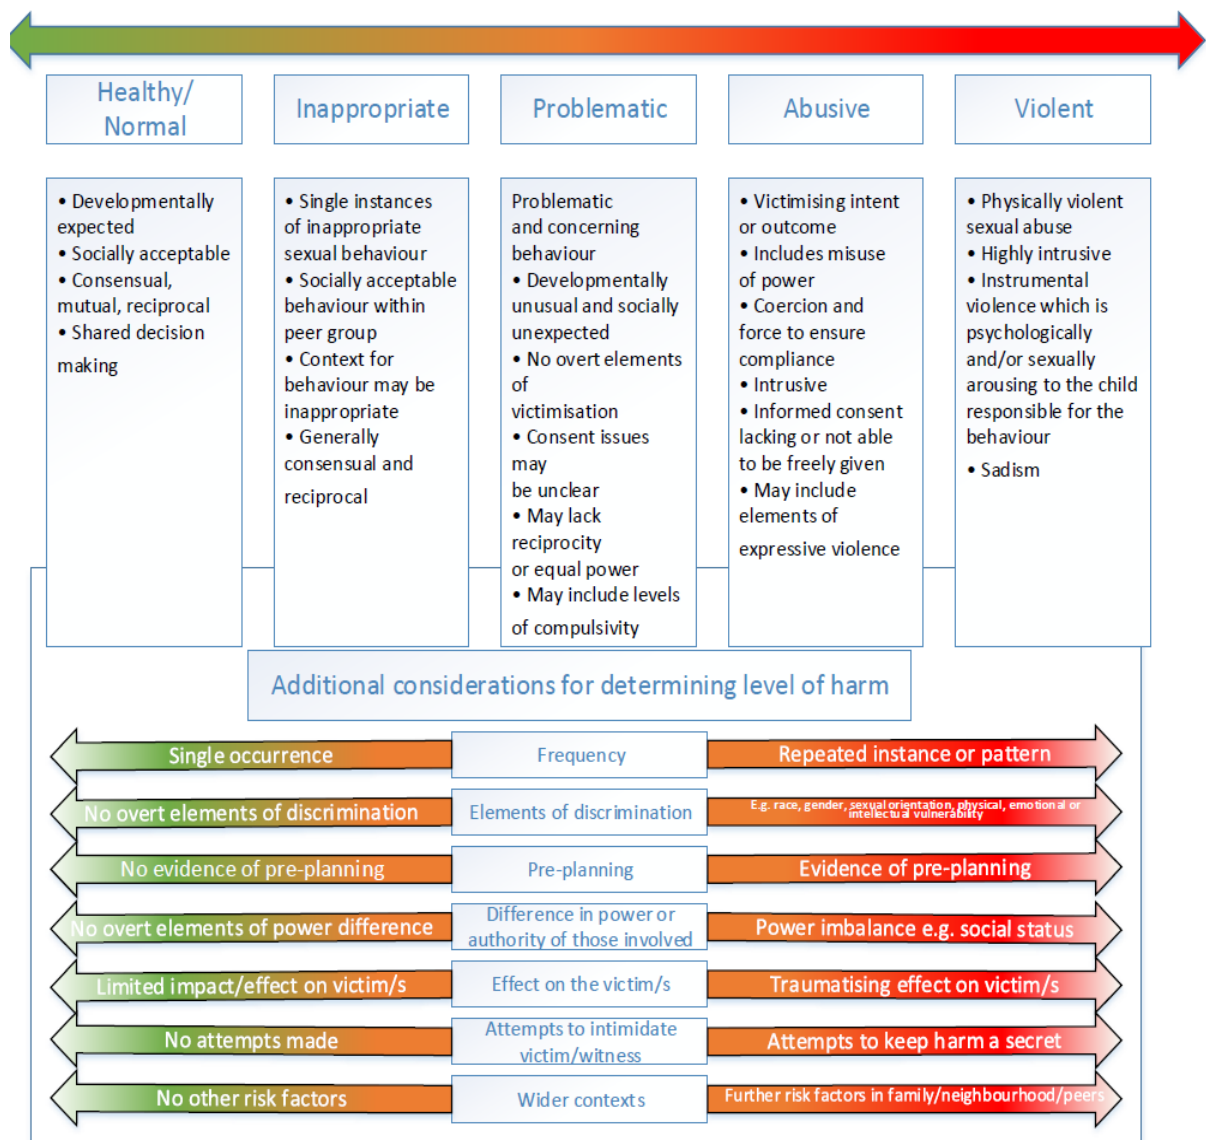 Healthy/
Normal
Inappropriate
Problematic
Abusive
Violent
• Developmentally
expected
• Socially acceptable
• Consensual,
mutual, reciprocal
• Shared decision
making
• Single instances
of inappropriate
sexual behaviour
• Socially acceptable
behaviour within
peer group
• Context for
behaviour may be
inappropriate
• Generally
consensual and
reciprocal
Problematic
and concerning
behaviour
• Developmentally
unusual and socially
unexpected
• No overt elements
of
victimisation
• Consent issues
may
be unclear
• May lack
reciprocity
or equal power
• May include levels
of compulsivity
• Victimising intent
or outcome
• Includes misuse
of power
• Coercion and
force to ensure
compliance
• Intrusive
• Informed consent
lacking or not able
to be freely given
• May include
elements of
expressive violence
• Physically violent
sexual abuse
• Highly intrusive
• Instrumental
violence which is
psychologically
and/or sexually
arousing to the child
responsible for the
behaviour
• Sadism
Additional considerations for determining level of harm
Single occurrence
Frequency
Repeated instance or pattern
No overt elements of discrimination
Elements of discrimination
E.g. race, gender, sexual orientation, physical, emotional or
intellectual vulnerability
No evidence of pre-planning
Pre-planning
Evidence of pre-planning
No overt elements of power difference
Difference in power or
authority of those involved
Power imbalance e.g. social status
Limited impact/effect on victim/s
Effect on the victim/s
Traumatising effect on victim/s
No attempts made
Attempts to intimidate
victim/witness
Attempts to keep harm a secret
No other risk factors
Wider contexts
Further risk factors in family/neighbourhood/peers